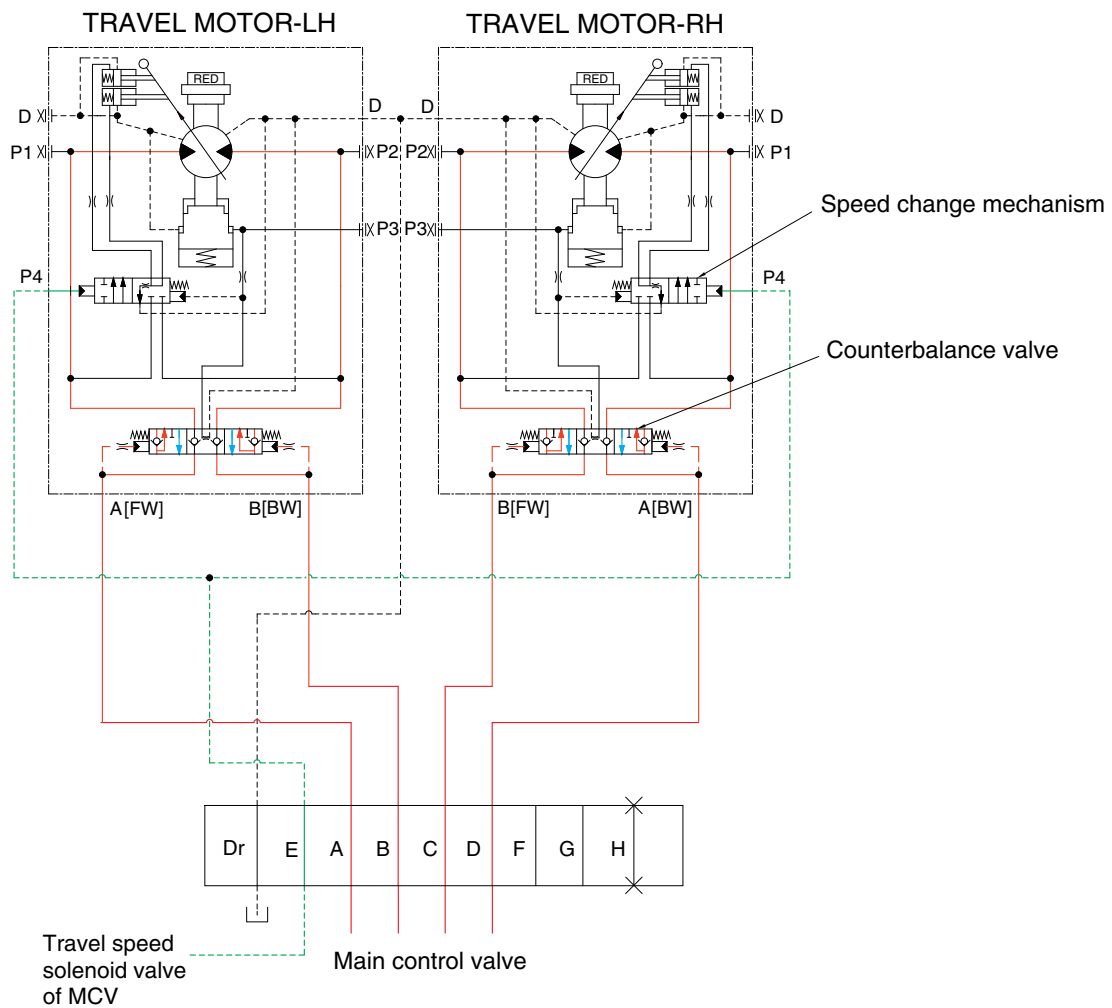 TRAVEL MOTOR-LH
TRAVEL MOTOR-RH
RED
RED
D
D
D
D
P1
P2
P2
P1
P3
P3
Speed change mechanism
P4
P4
Counterbalance valve
A[FW]
B[BW]
B[FW]
A[BW]
Dr
E
A
B
C
D
F
G
H
Travel speed
solenoid valve
of MCV
Main control valve